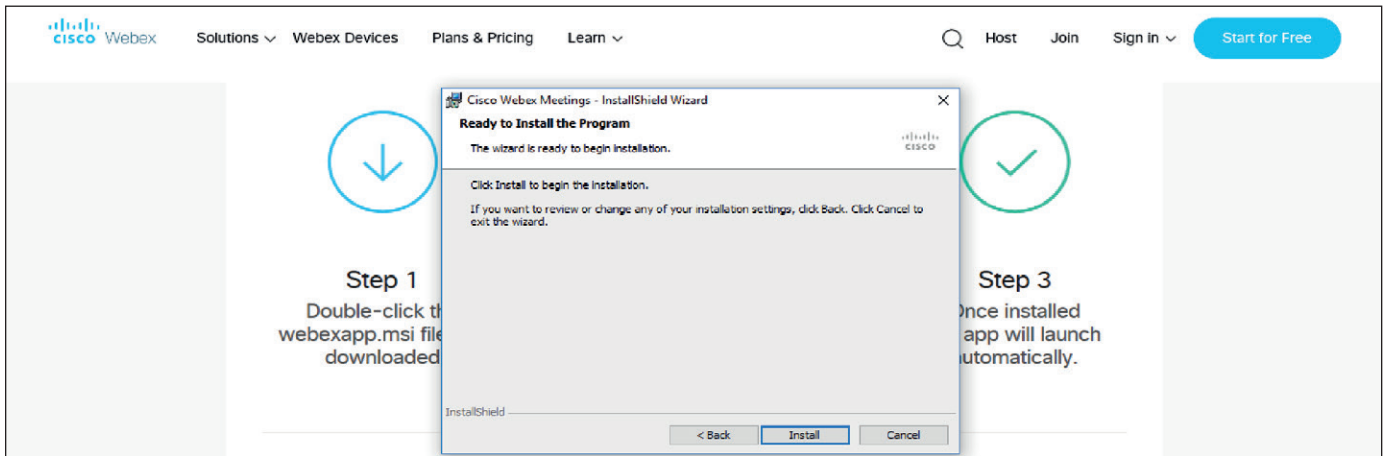 cisco Webex Solutions Webex Devices Plans & Pricing Learn Host Join Sign in Start for Free
Cisco Webex Meetings - InstallShield Wizard
Ready to Install the Program
The wizard is ready to begin installation.
cisco
Click Install to begin the installation.
If you want to review or change any of your installation settings, click Back. Click Cancel to
exit the wizard.
InstallShield
< Back Install Cancel
Step 1
Double-click th
webexapp.msi file
downloaded
Step 3
Once installed
app will launch
automatically.